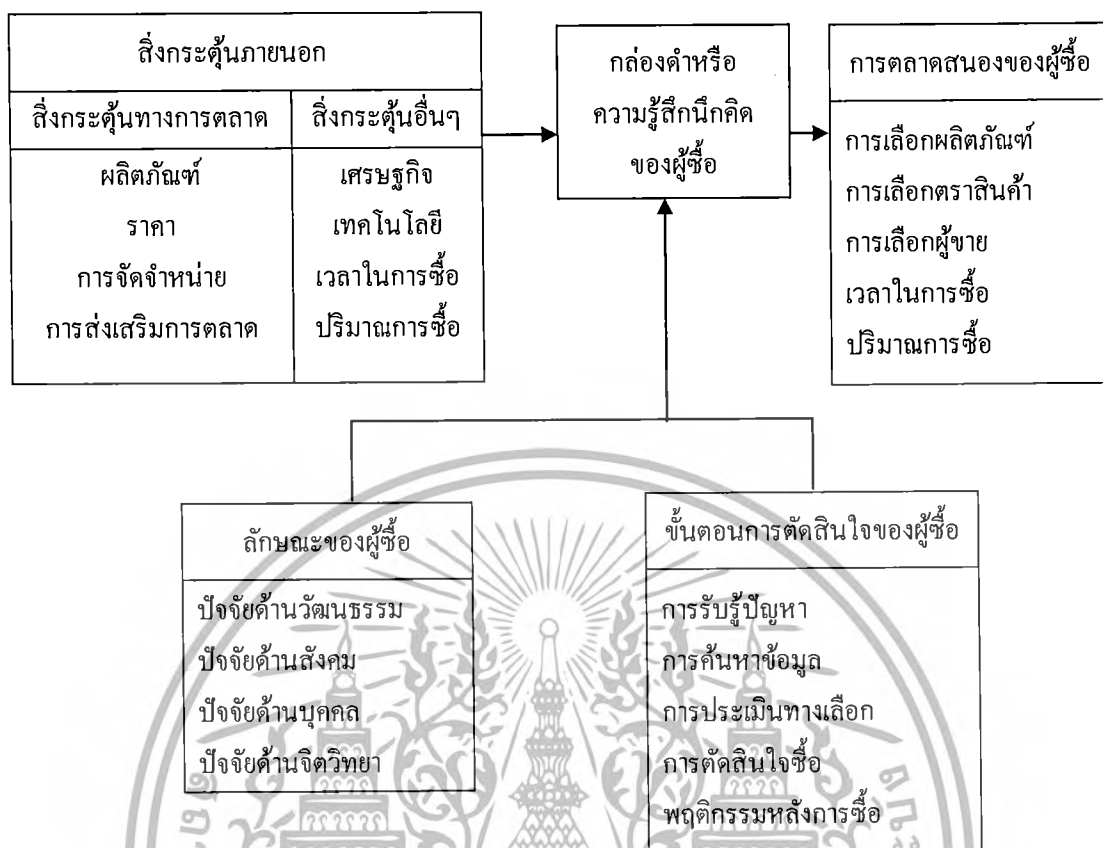 สิ่งกระตุ้นภายนอก
สิ่งกระตุ้นทางการตลาด
สิ่งกระตุ้นอื่นๆ
ผลิตภัณฑ์
ราคา
การจัดจำหน่าย
การส่งเสริมการตลาด
เศรษฐกิจ
เทคโนโลยี
เวลาในการซื้อ
ปริมาณการซื้อ
กล่องดำหรือ
ความรู้สึกนึกคิด
ของผู้ซื้อ
การตลาดสนองของผู้ซื้อ
การเลือกผลิตภัณฑ์
การเลือกตราสินค้า
การเลือกผู้ขาย
เวลาในการซื้อ
ปริมาณการซื้อ
ลักษณะของผู้ซื้อ
ปัจจัยด้านวัฒนธรรม
ปัจจัยด้านสังคม
ปัจจัยด้านบุคคล
ปัจจัยด้านจิตวิทยา
ขั้นตอนการตัดสินใจของผู้ซื้อ
การรับรู้ปัญหา
การค้นหาข้อมูล
การประเมินทางเลือก
การตัดสินใจซื้อ
พฤติกรรมหลังการซื้อ